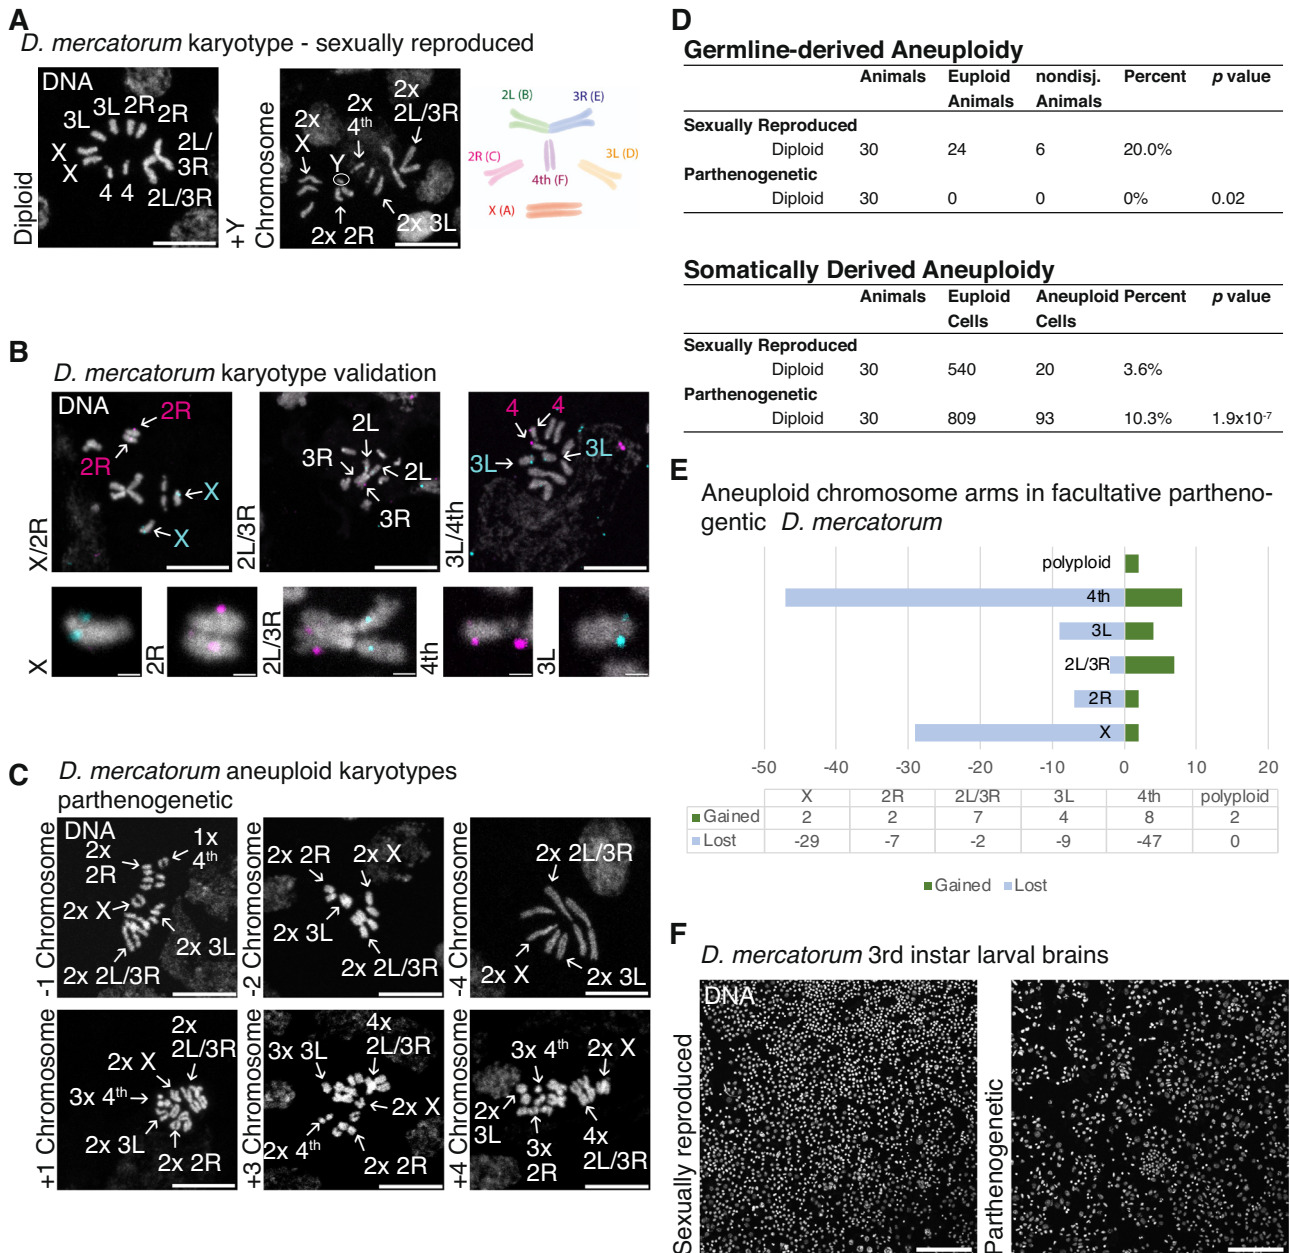 A
D. mercatorum karyotype - sexually reproduced
Diploid
DNA
3L 3L 2R 2R
X
X
4 4
2L/
3R
2L/3R
+Y
Chromosome
2x
X
2x
4th
2x
2L/3R
Y
2x 2R
2x 3L
2L (B)
3R (E)
2R (C)
3L (D)
4th (F)
X (A)
B
D. mercatorum karyotype validation
X/2R
DNA
2R
2R
X
X
2L/3R
2L
3R
2L
3R
3L/4th
4 4
3L
3L
X
2R
2L/3R
4th
3L
C
D. mercatorum aneuploid karyotypes
parthenogenetic
-1 Chromosome
DNA
2x
2R
1x
4th
2x X
2x 3L
2x 2L/3R
-2 Chromosome
2x 2R
2x X
2x 3L
2x 2L/3R
-4 Chromosome
2x 2L/3R
2x X
2x 3L
+1 Chromosome
2x
2L/3R
2x X
3x 4th
2x 3L
2x 2R
+3 Chromosome
3x 3L
4x
2L/3R
2x X
2x 4th
2x 2R
+4 Chromosome
3x 4th
2x X
2x
3L
3x
2R
4x
2L/3R
D
Germline-derived Aneuploidy
Animals Euploid nondisj. Percent p value
Animals Animals
Sexually Reproduced
Diploid 30 24 6 20.0%
Parthenogenetic
Diploid 30 0 0 0% 0.02
Somatically Derived Aneuploidy
Animals Euploid Aneuploid Percent p value
Cells Cells
Sexually Reproduced
Diploid 30 540 20 3.6%
Parthenogenetic
Diploid 30 809 93 10.3% 1.9x10-7
E
Aneuploid chromosome arms in facultative partheno-
gentic D. mercatorum
polyploid
4th
3L
2L/3R
2R
X
-50 -40 -30 -20 -10 0 10 20
X 2R 2L/3R 3L 4th polyploid
Gained 2 2 7 4 8 2
Lost -29 -7 -2 -9 -47 0
Gained Lost
F
D. mercatorum 3rd instar larval brains
Sexually reproduced
DNA
Parthenogenetic